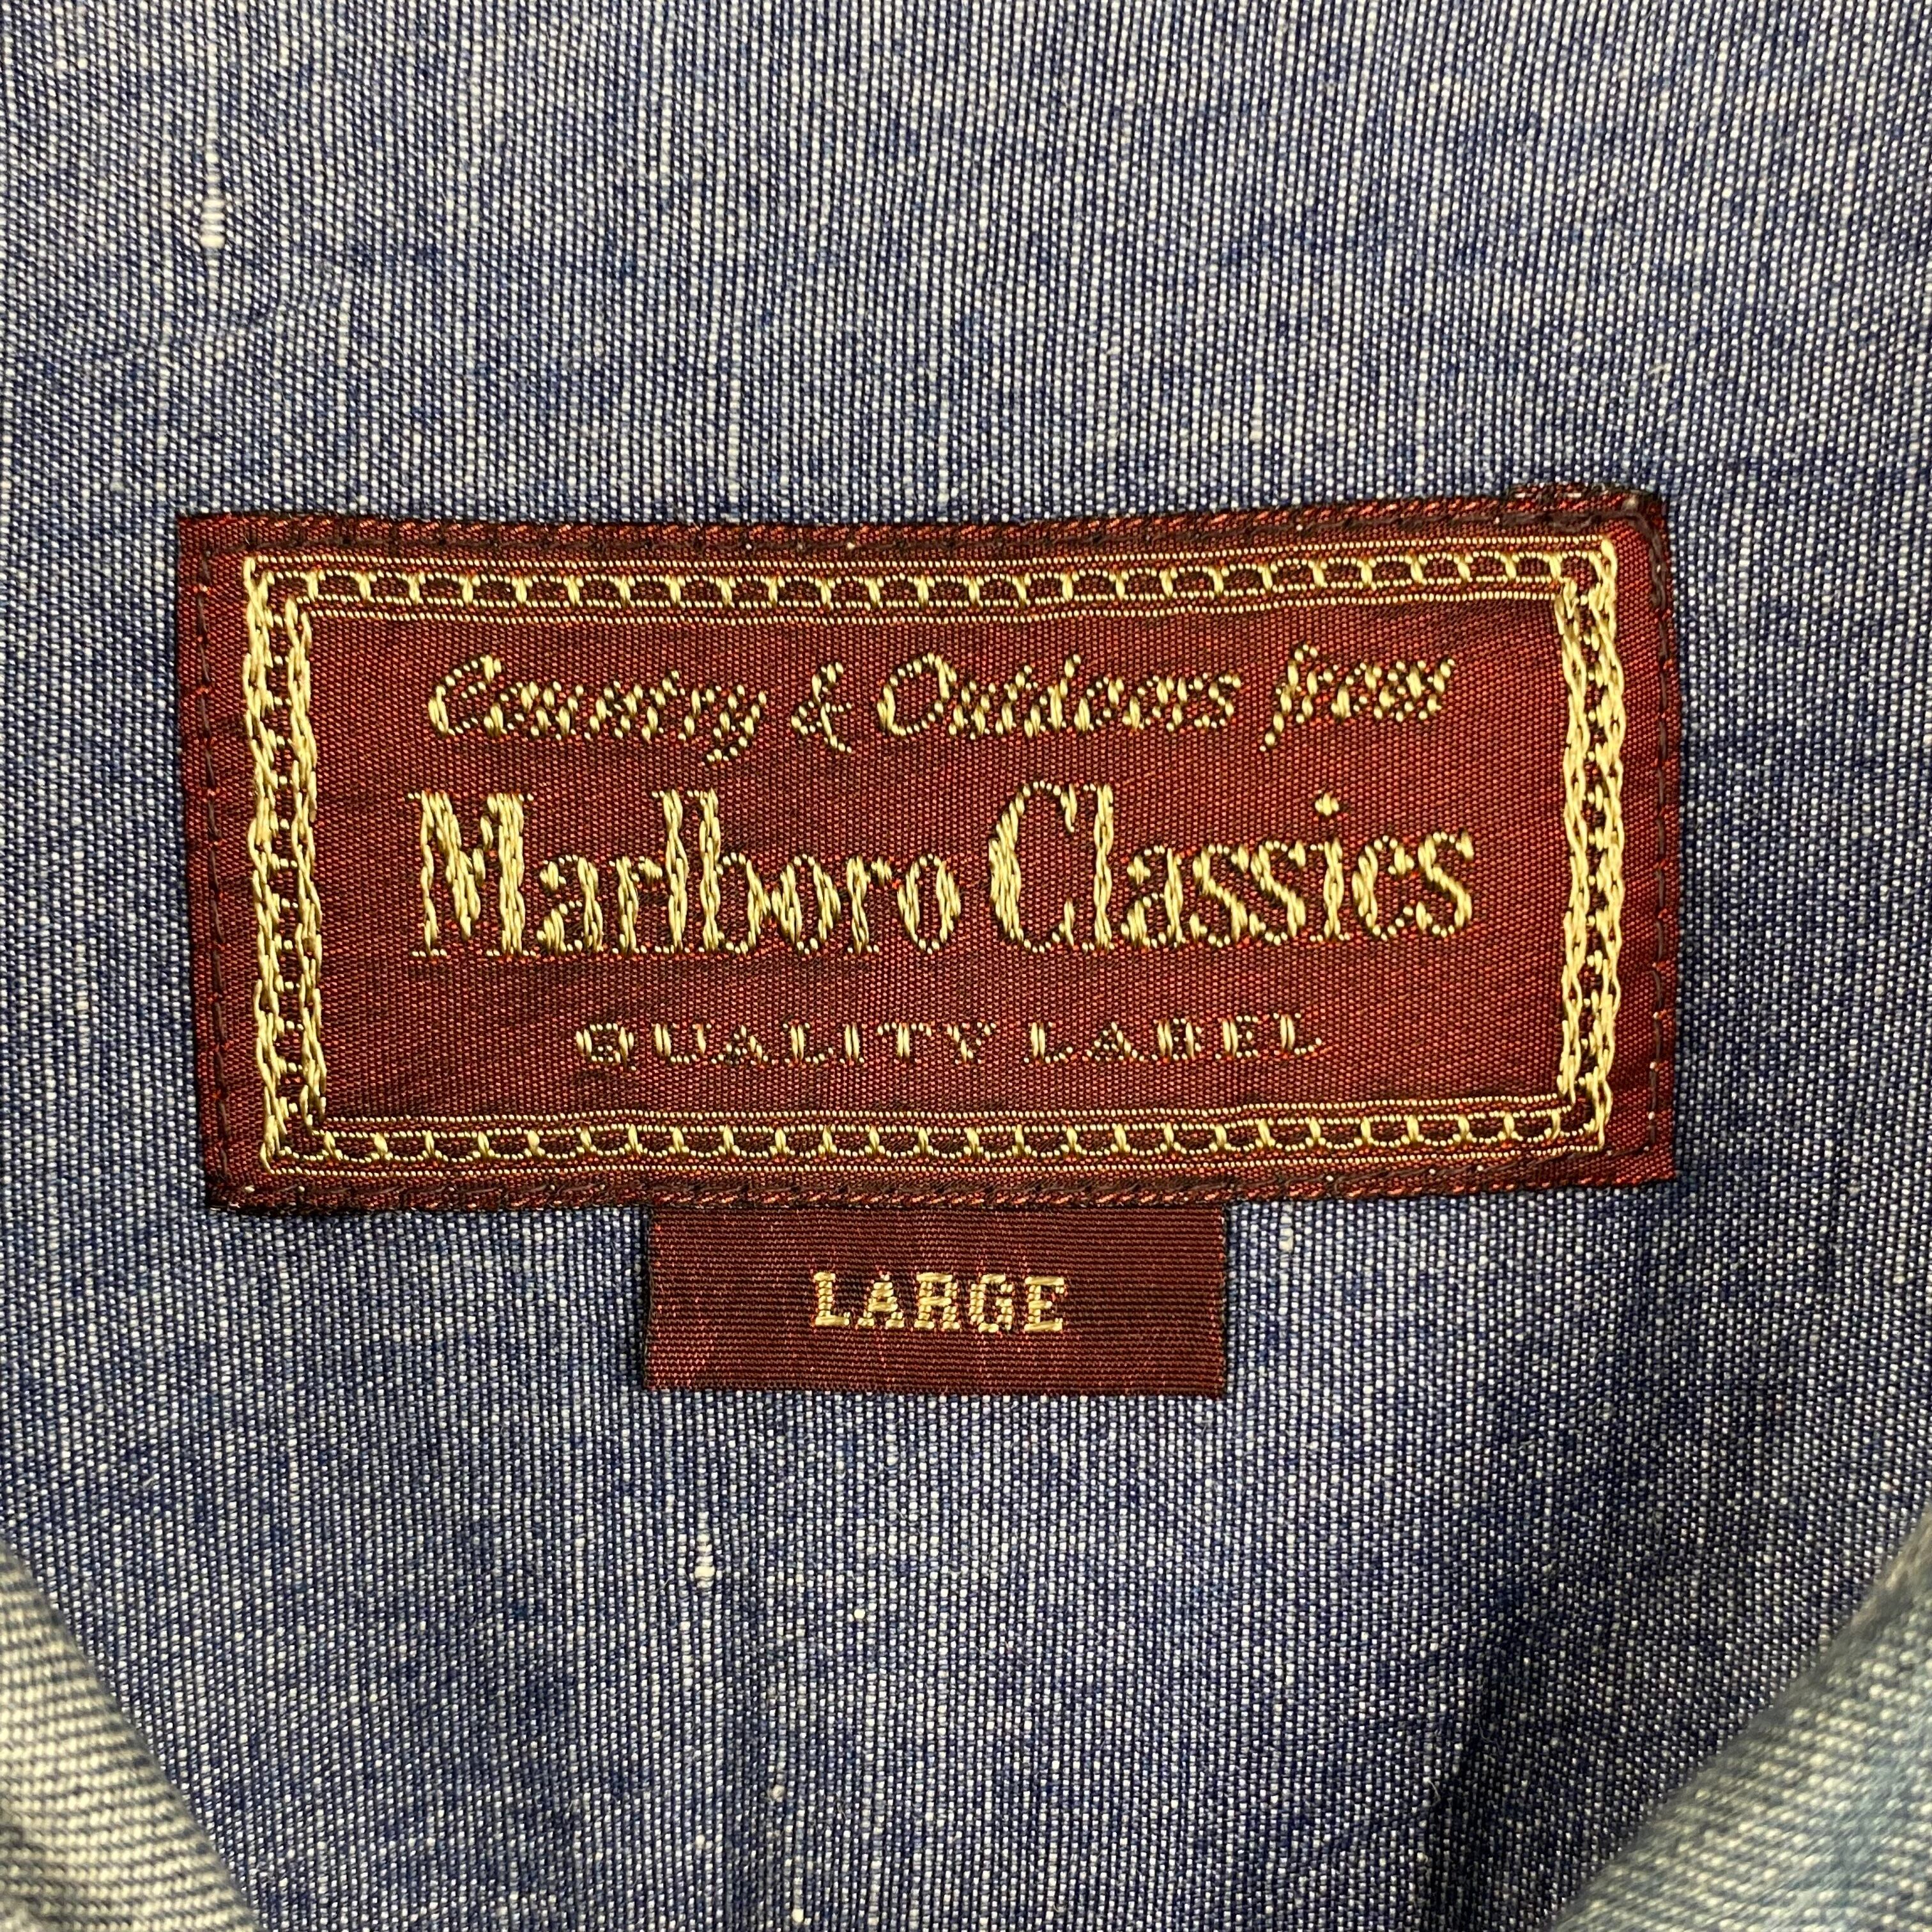 Country & Outdoors from
Marlboro Classics
QUALITY LABEL
LARGE